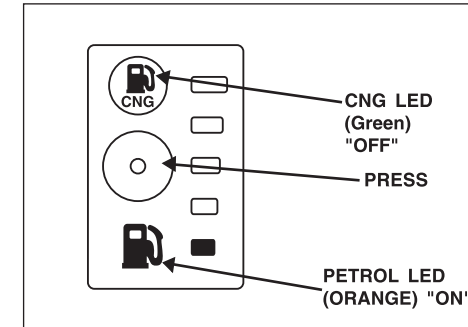 CNG
CNG LED
(Green)
"OFF"
PRESS
PETROL LED
(ORANGE) "ON"